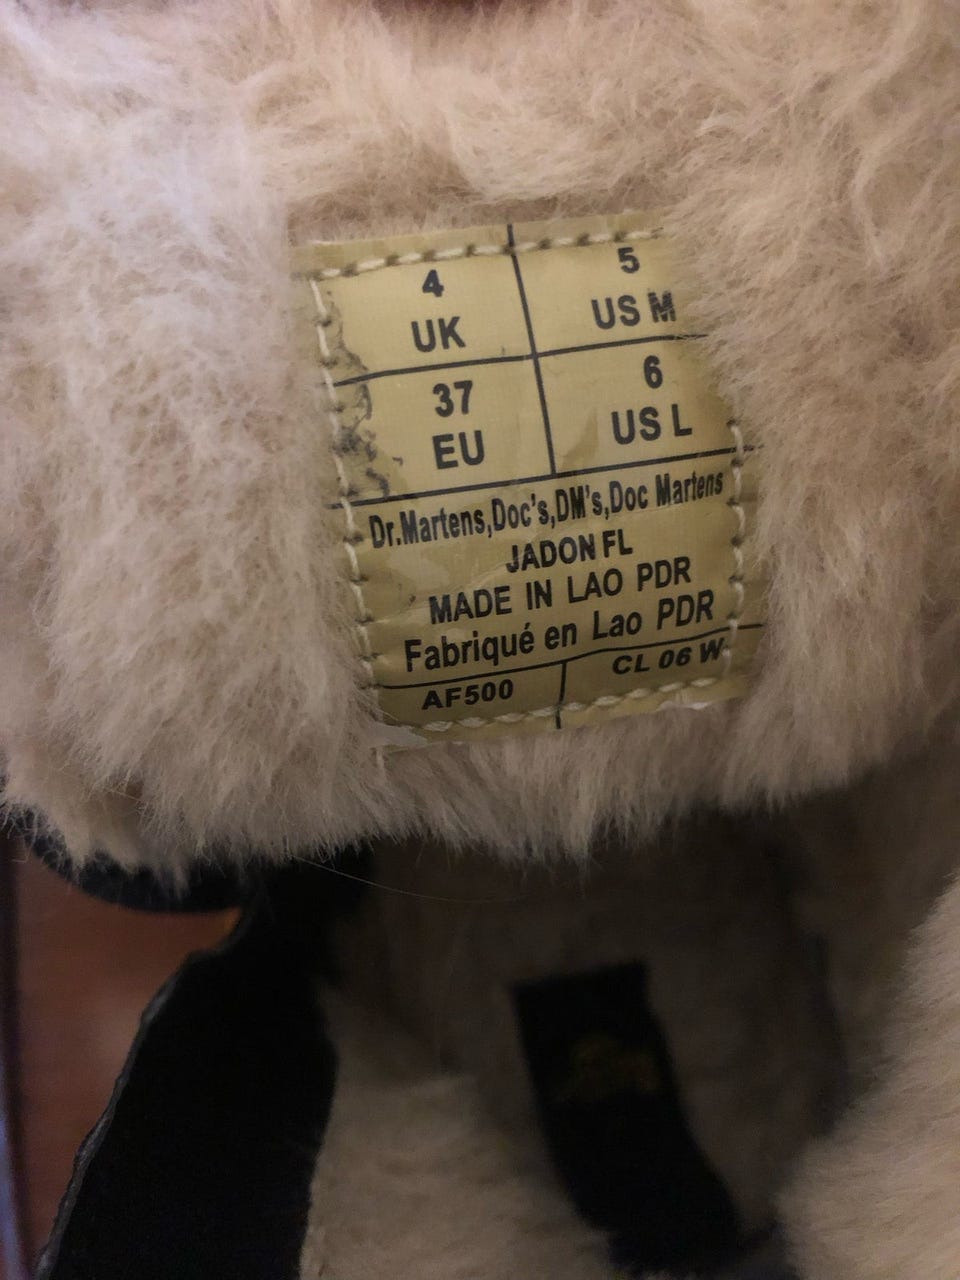 4 5
UK US M
37 6
EU US L
Dr.Martens,Doc's,DM's,Doc Martens
JADON FL
MADE IN LAO PDR
Fabriqué en Lao PDR
AF500 CL 06 W